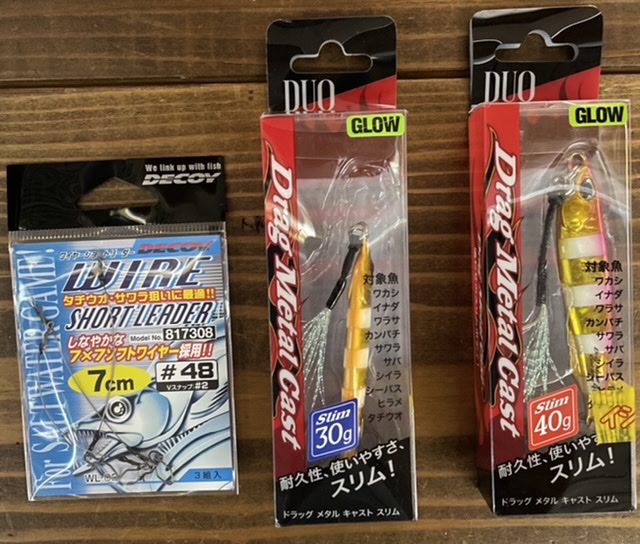 We link up with fish
DECOY
ワイヤーショートリーダー DECOY
WIRE
タチウオ・サワラ狙いに最適!!
SHORT LEADER
Model No. 817308
しなやかな
7×7ソフトワイヤー採用!!
7cm
#48
Vスナップ:#2
for SALTWATER GAME!
3組入
DUO
GLOW
Drag Metal Cast
対象魚
ワカシ
イナダ
ワラサ
カンパチ
サワラ
サバ
シイラ
シーバス
ヒラメ
タチウオ
Slim
30g
耐久性、使いやすさ、
スリム!
ドラッグ メタル キャスト スリム
DUO
GLOW
Drag Metal Cast
対象魚
ワカシ
イナダ
ワラサ
カンパチ
サワラ
サバ
シイラ
シーバス
Slim
40g
耐久性、使いやす
スリム!
ドラッグ メタル キャスト スリム